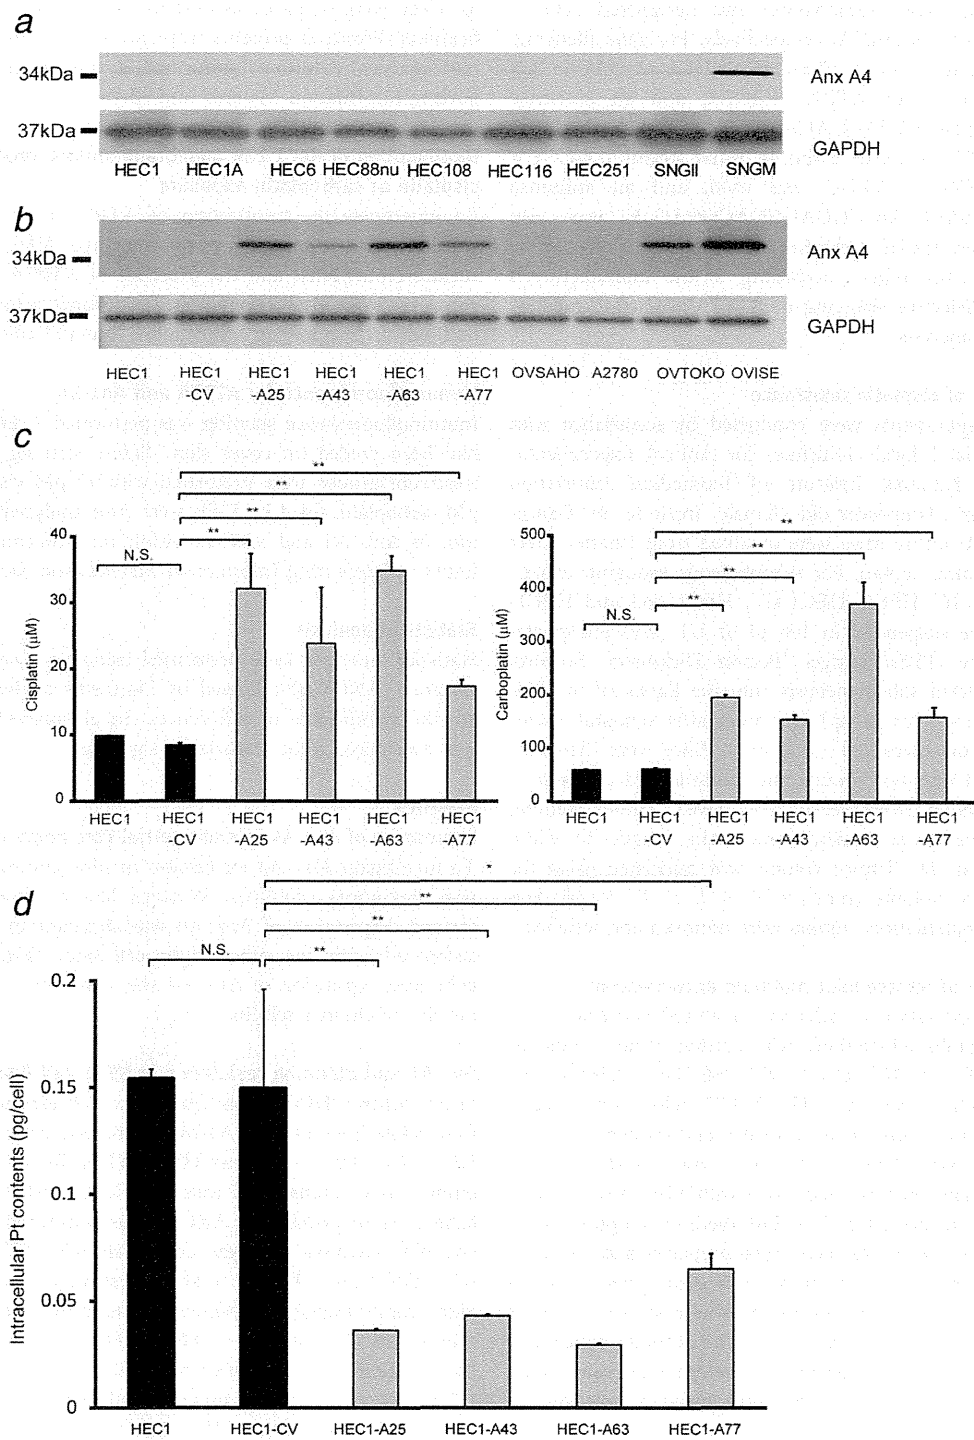 a
34kDa
Anx A4
37kDa
GAPDH
HEC1 HEC1A HEC6 HEC88nu HEC108 HEC116 HEC251 SNGII SNGM
b
34kDa
Anx A4
37kDa
GAPDH
HEC1 HEC1 HEC1 HEC1 HEC1 HEC1 OVSAHO A2780 OVTOKO OVISE
-CV -A25 -A43 -A63 -A77
c
**
**
**
**
N.S.
Cisplatin (µM)
40
30
20
10
0
HEC1 HEC1 HEC1 HEC1 HEC1 HEC1
-CV -A25 -A43 -A63 -A77
**
**
**
**
N.S.
Carboplatin (µM)
500
400
300
200
100
0
HEC1 HEC1 HEC1 HEC1 HEC1 HEC1
-CV -A25 -A43 -A63 -A77
d
*
**
**
**
N.S.
Intracellular Pt contents (pg/cell)
0.2
0.15
0.1
0.05
0
HEC1 HEC1-CV HEC1-A25 HEC1-A43 HEC1-A63 HEC1-A77